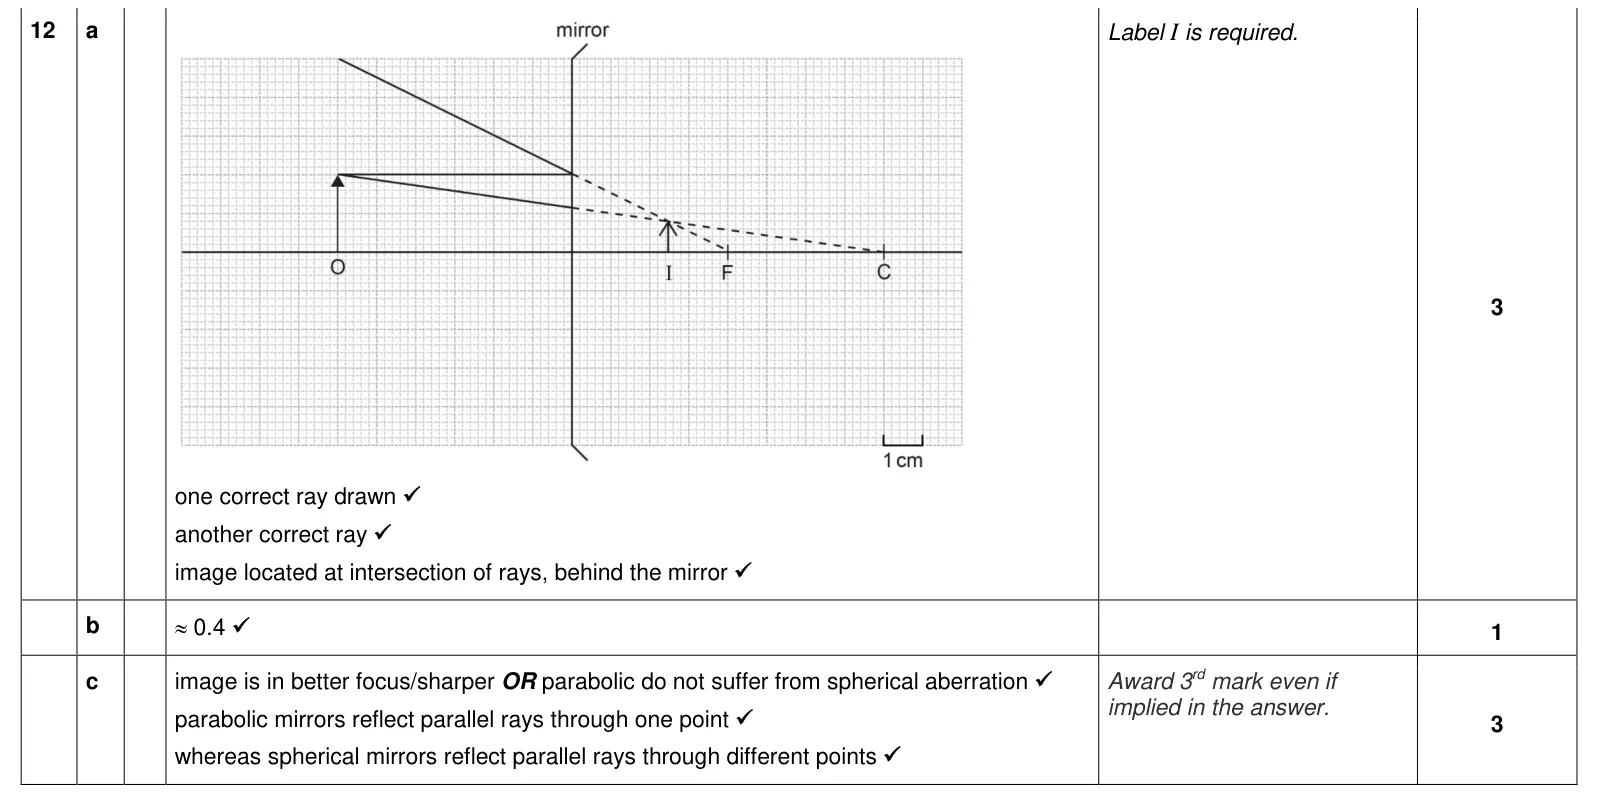 12 a
mirror
Label I is required.
O
I F C
1 cm
3
one correct ray drawn ✓
another correct ray ✓
image located at intersection of rays, behind the mirror ✓
b ≈ 0.4 ✓ 1
c image is in better focus/sharper OR parabolic do not suffer from spherical aberration ✓
parabolic mirrors reflect parallel rays through one point ✓
whereas spherical mirrors reflect parallel rays through different points ✓
Award 3rd mark even if
implied in the answer.
3